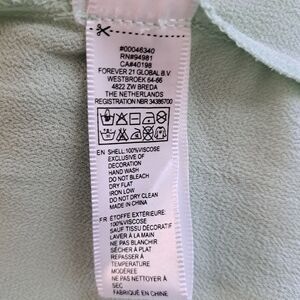 #00046340
RN#94981
CA#40198
FOREVER 21 GLOBAL B.V
WESTBROEK 64-66
4822 ZW BREDA
THE NETHERLANDS
REGISTRATION NBR 34386700
EN SHELL:100%VISCOSE
EXCLUSIVE OF
DECORATION
HAND WASH
DO NOT BLEACH
DRY FLAT
IRON LOW
DO NOT DRY CLEAN
MADE IN CHINA
FR ÉTOFFE EXTÉRIEURE:
100%VISCOSE
SAUF TISSU DÉCORATIF
LAVER À LA MAIN
NE PAS BLANCHIR
SÉCHER À PLAT
REPASSER À
TEMPÉRATURE
MODÉRÉE
NE PAS NETTOYER À
SEC
FABRIQUÉ EN CHINE